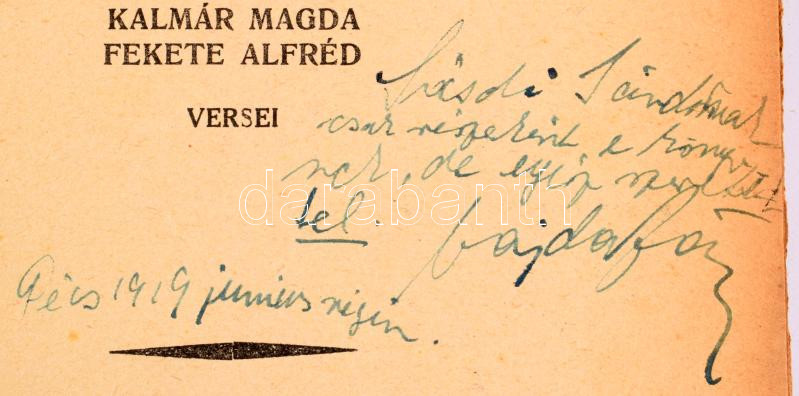 KALMÁR MAGDA
FEKETE ALFRÉD
VERSEI
Sásdi Sándornak
csak részeként e könyv-
nek, de egész szeretet-
tel.
Pécs 1919 junius végén.
darabanth